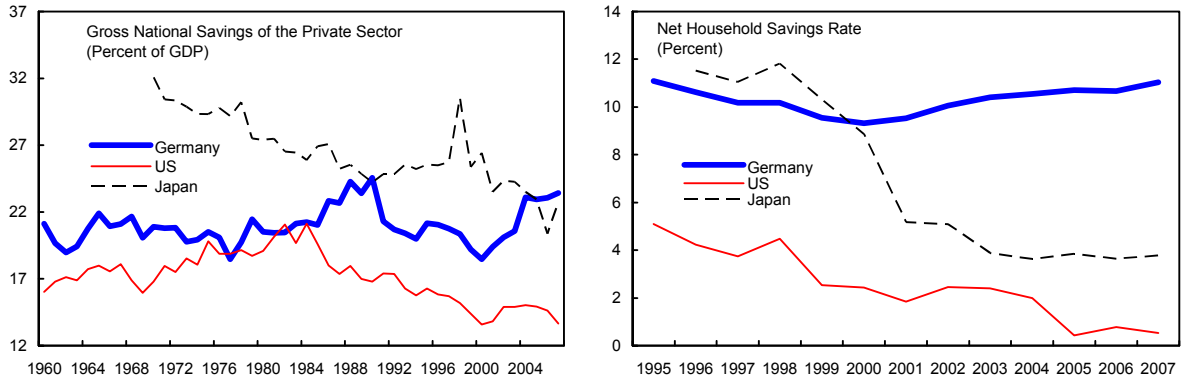 Gross National Savings of the Private Sector
(Percent of GDP)
37
32
27
22
17
12
Germany
US
Japan
1960 1964 1968 1972 1976 1980 1984 1988 1992 1996 2000 2004
Net Household Savings Rate
(Percent)
14
12
10
8
6
4
2
0
Germany
US
Japan
1995 1996 1997 1998 1999 2000 2001 2002 2003 2004 2005 2006 2007